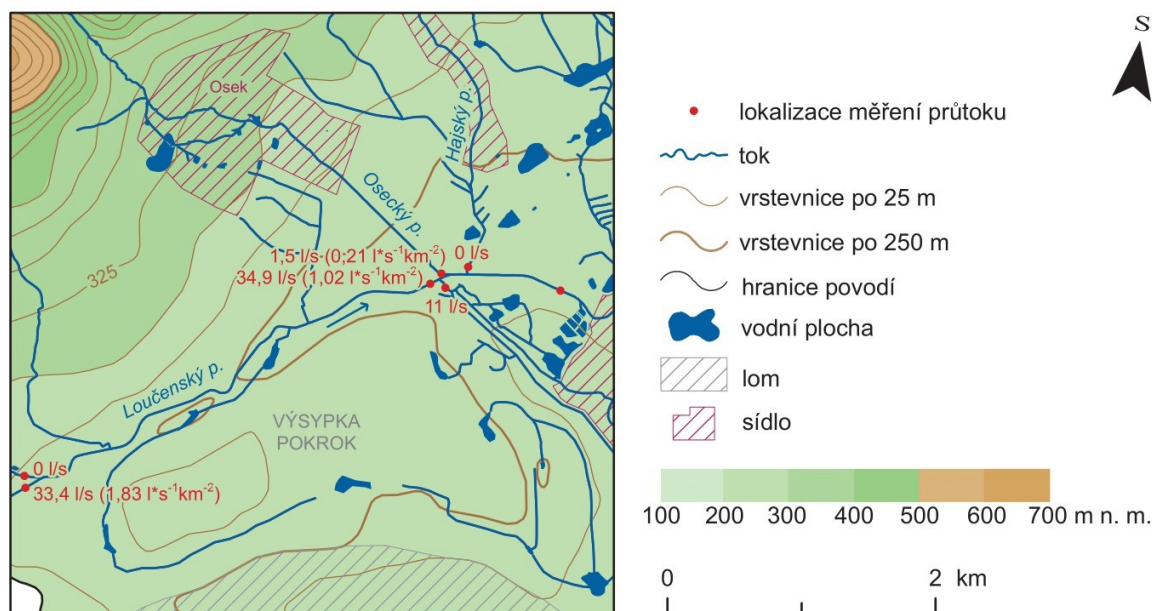 Osek
Hajský p.
Osecký p.
1,5 l/s (0,21 l*s⁻¹km⁻²)
0 l/s
34,9 l/s (1,02 l*s⁻¹km⁻²)
11 l/s
325
Loučenský p.
VÝSYPKA
POKROK
0 l/s
33,4 l/s (1,83 l*s⁻¹km⁻²)
S
lokalizace měření průtoku
tok
vrstevnice po 25 m
vrstevnice po 250 m
hranice povodí
vodní plocha
lom
sídlo
100 200 300 400 500 600 700 m n. m.
0 2 km